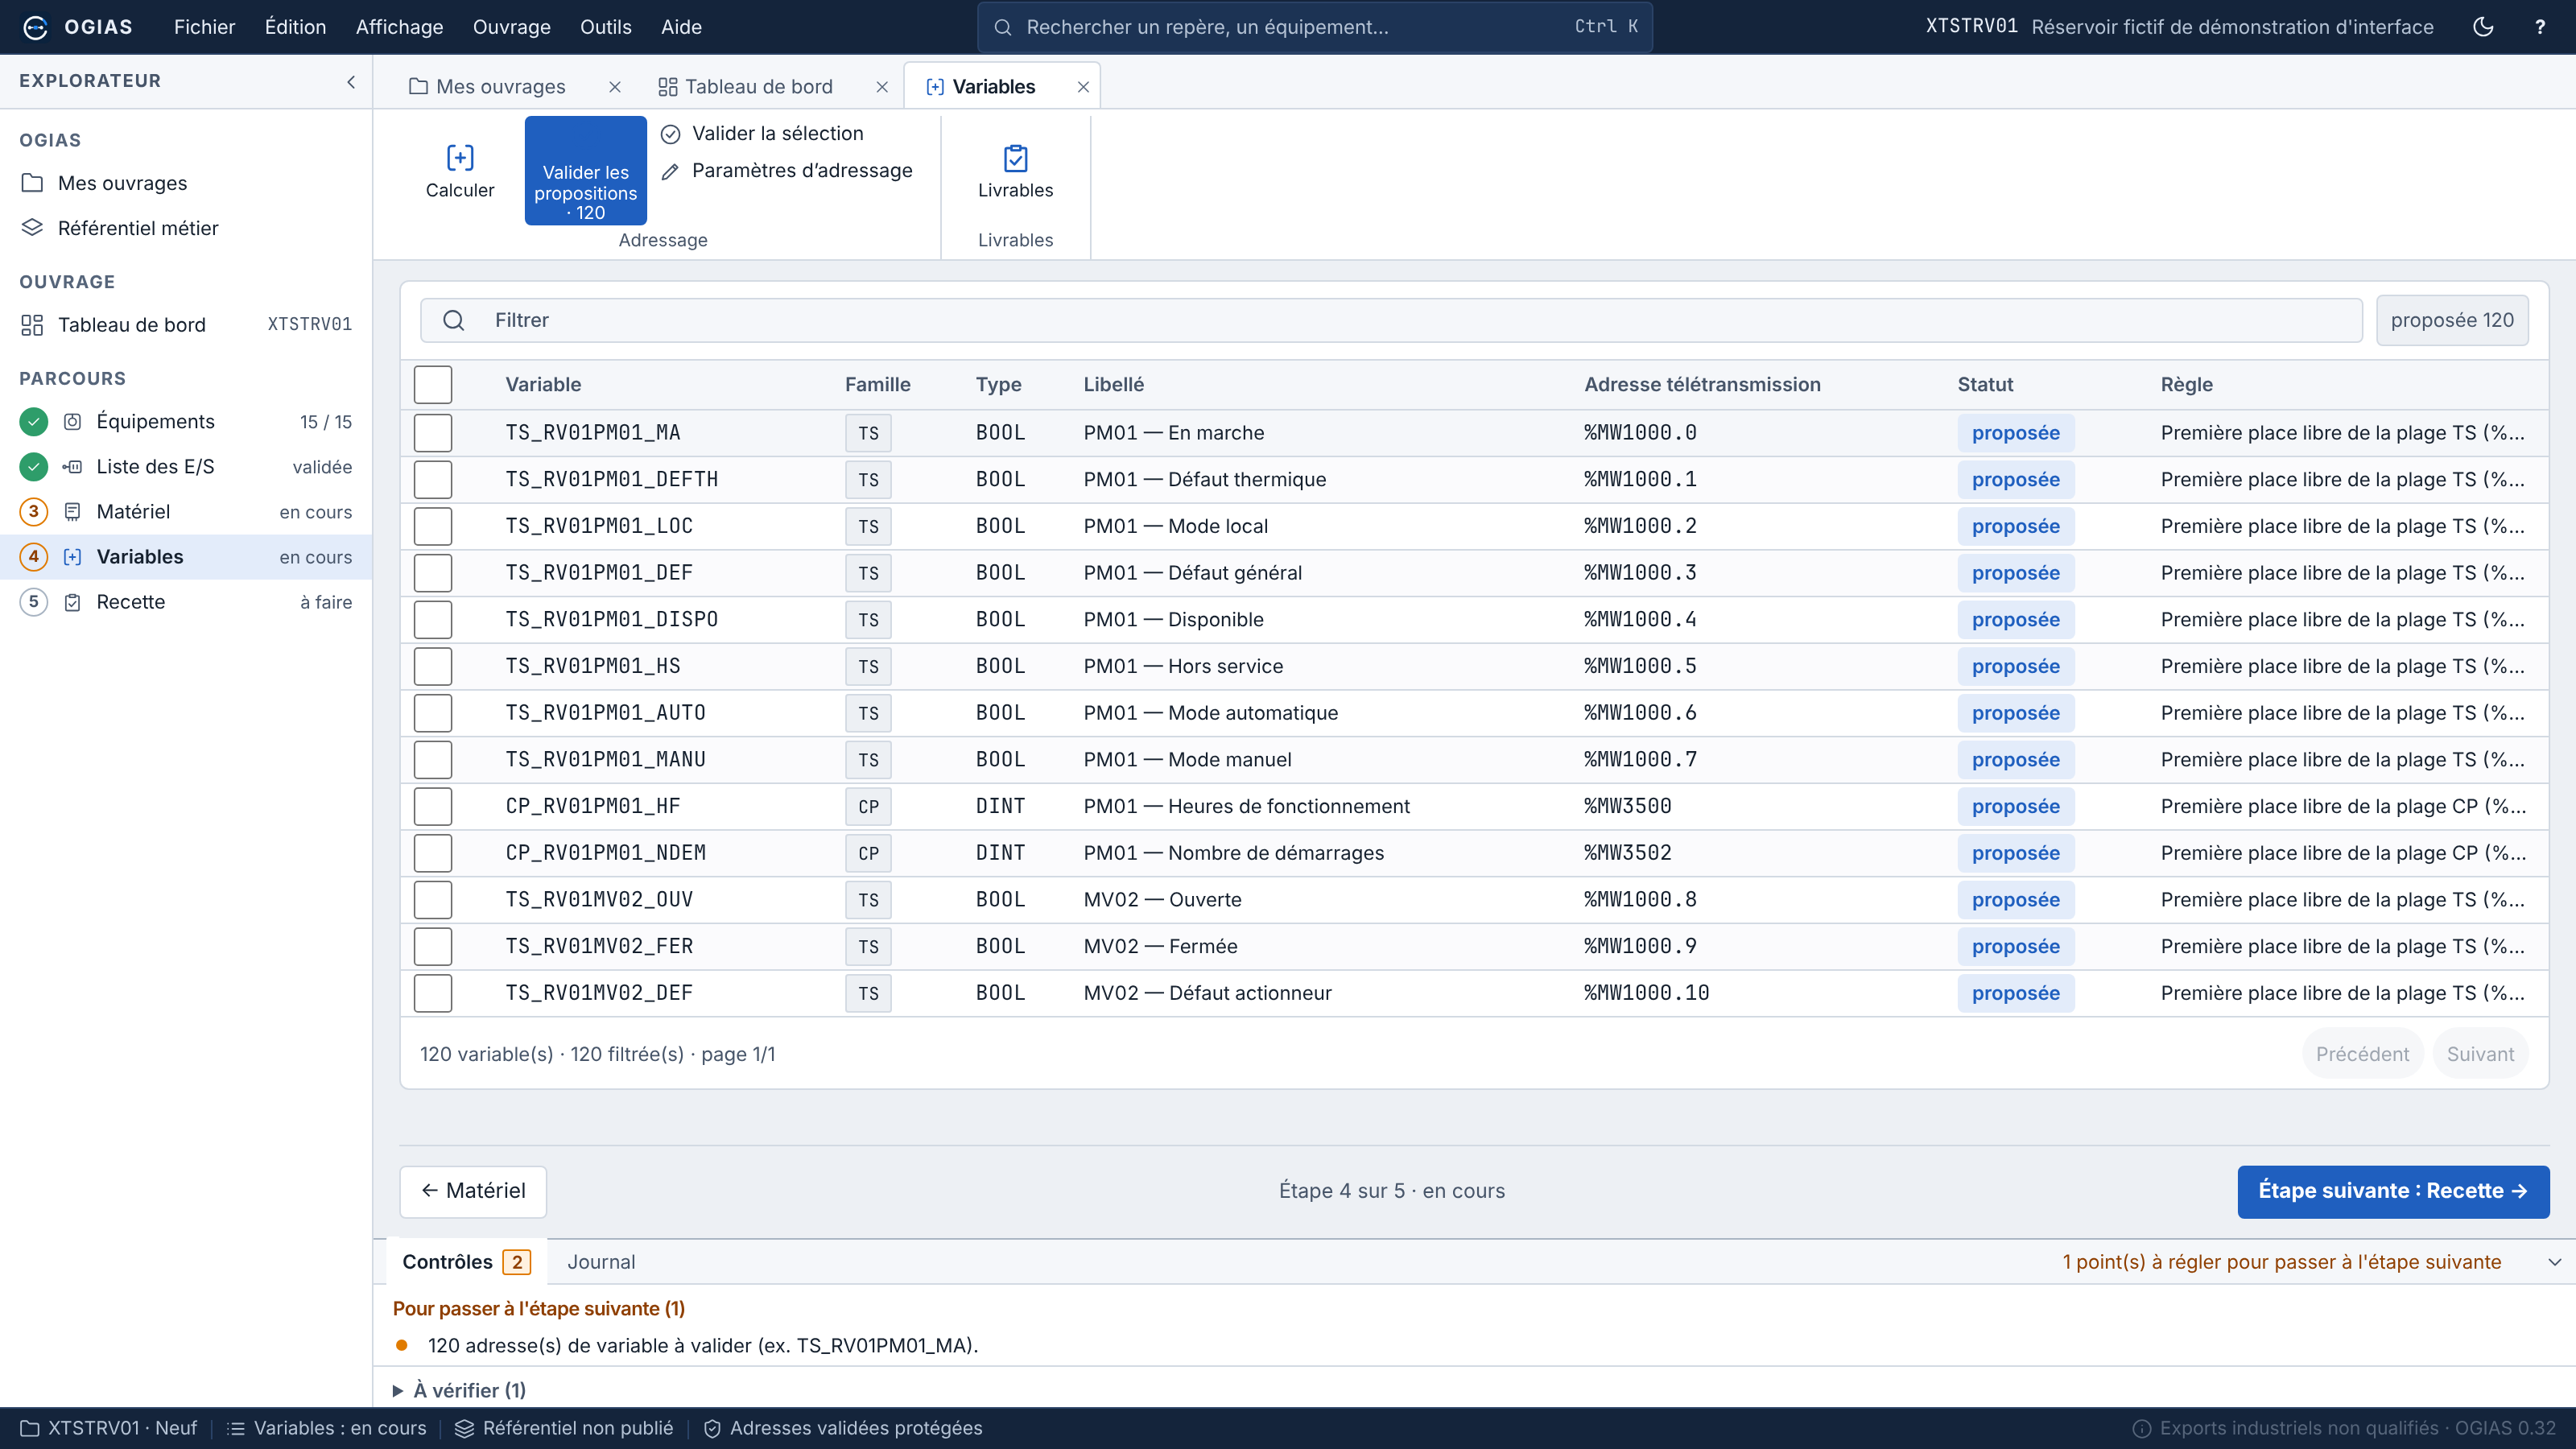 OGIAS Fichier Édition Affichage Ouvrage Outils Aide Rechercher un repère, un équipement... Ctrl K XTSTRV01 Réservoir fictif de démonstration d'interface ?
EXPLORATEUR
Mes ouvrages Tableau de bord Variables
OGIAS
Mes ouvrages
Référentiel métier
OUVRAGE
Tableau de bord XTSTRV01
PARCOURS
Équipements 15 / 15
Liste des E/S validée
3 Matériel en cours
4 Variables en cours
5 Recette à faire
Calculer
Valider les
propositions
· 120
Valider la sélection
Paramètres d’adressage
Adressage
Livrables
Livrables
Filtrer proposée 120
Variable Famille Type Libellé Adresse télétransmission Statut Règle
TS_RV01PM01_MA TS BOOL PM01 — En marche %MW1000.0 proposée Première place libre de la plage TS (%...
TS_RV01PM01_DEFTH TS BOOL PM01 — Défaut thermique %MW1000.1 proposée Première place libre de la plage TS (%...
TS_RV01PM01_LOC TS BOOL PM01 — Mode local %MW1000.2 proposée Première place libre de la plage TS (%...
TS_RV01PM01_DEF TS BOOL PM01 — Défaut général %MW1000.3 proposée Première place libre de la plage TS (%...
TS_RV01PM01_DISPO TS BOOL PM01 — Disponible %MW1000.4 proposée Première place libre de la plage TS (%...
TS_RV01PM01_HS TS BOOL PM01 — Hors service %MW1000.5 proposée Première place libre de la plage TS (%...
TS_RV01PM01_AUTO TS BOOL PM01 — Mode automatique %MW1000.6 proposée Première place libre de la plage TS (%...
TS_RV01PM01_MANU TS BOOL PM01 — Mode manuel %MW1000.7 proposée Première place libre de la plage TS (%...
CP_RV01PM01_HF CP DINT PM01 — Heures de fonctionnement %MW3500 proposée Première place libre de la plage CP (%...
CP_RV01PM01_NDEM CP DINT PM01 — Nombre de démarrages %MW3502 proposée Première place libre de la plage CP (%...
TS_RV01MV02_OUV TS BOOL MV02 — Ouverte %MW1000.8 proposée Première place libre de la plage TS (%...
TS_RV01MV02_FER TS BOOL MV02 — Fermée %MW1000.9 proposée Première place libre de la plage TS (%...
TS_RV01MV02_DEF TS BOOL MV02 — Défaut actionneur %MW1000.10 proposée Première place libre de la plage TS (%...
120 variable(s) · 120 filtrée(s) · page 1/1 Précédent Suivant
← Matériel Étape 4 sur 5 · en cours Étape suivante : Recette →
Contrôles 2 Journal 1 point(s) à régler pour passer à l'étape suivante
Pour passer à l'étape suivante (1)
120 adresse(s) de variable à valider (ex. TS_RV01PM01_MA).
À vérifier (1)
XTSTRV01 · Neuf Variables : en cours Référentiel non publié Adresses validées protégées Exports industriels non qualifiés · OGIAS 0.32